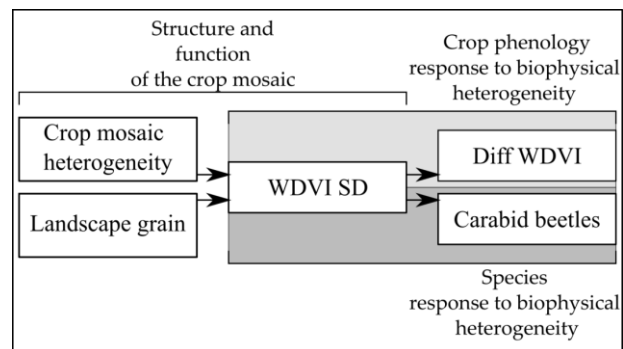 Structure and
function
of the crop mosaic
Crop phenology
response to biophysical
heterogeneity
Crop mosaic
heterogeneity
Landscape grain
WDVI SD
Diff WDVI
Carabid beetles
Species
response to biophysical
heterogeneity